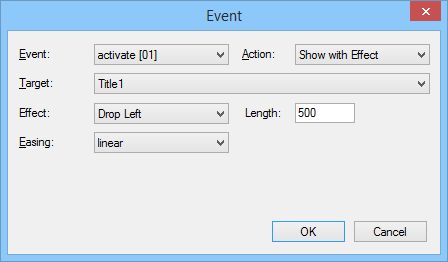 Event
Event: activate [01] Action: Show with Effect
Target: Title1
Effect: Drop Left Length: 500
Easing: linear
OK Cancel